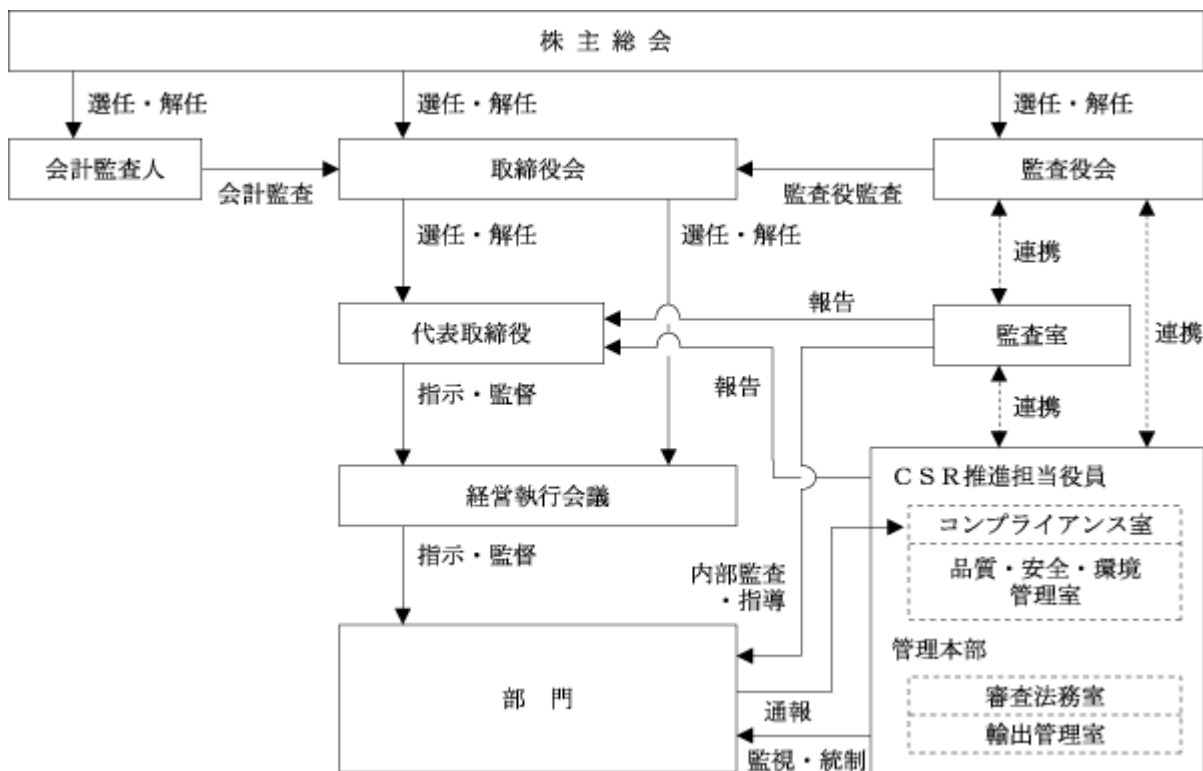 株主総会
選任・解任
選任・解任
選任・解任
会計監査人
取締役会
監査役会
会計監査
監査役監査
選任・解任
選任・解任
連携
報告
代表取締役
監査室
連携
報告
指示・監督
連携
経営執行会議
CSR推進担当役員
コンプライアンス室
指示・監督
品質・安全・環境
管理室
内部監査
・指導
管理本部
部 門
審査法務室
通報
輸出管理室
監視・統制